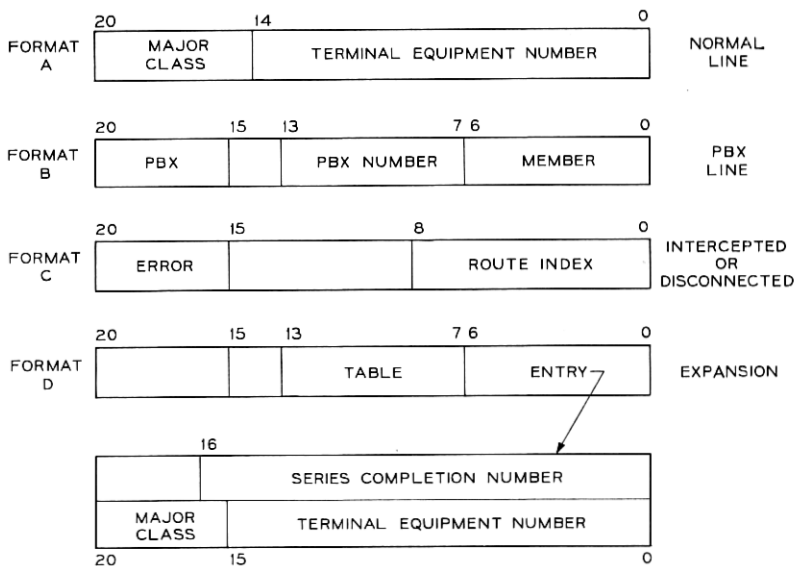 20 14 0
FORMAT A MAJOR CLASS TERMINAL EQUIPMENT NUMBER NORMAL LINE
20 15 13 7 6 0
FORMAT B PBX PBX NUMBER MEMBER PBX LINE
20 15 8 0
FORMAT C ERROR ROUTE INDEX INTERCEPTED OR DISCONNECTED
20 15 13 7 6 0
FORMAT D TABLE ENTRY EXPANSION
16
SERIES COMPLETION NUMBER
MAJOR CLASS TERMINAL EQUIPMENT NUMBER
20 15 0